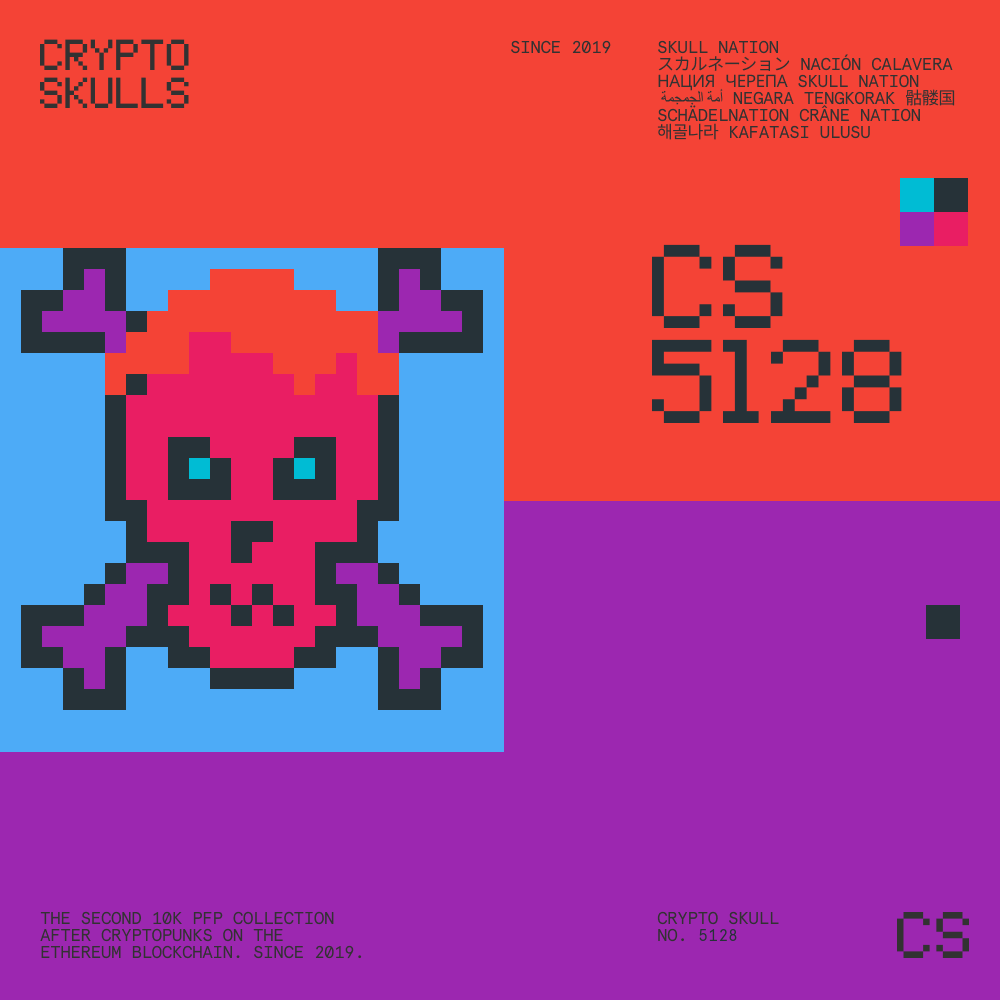 CRYPTO
SKULLS
SINCE 2019
SKULL NATION
スカルネーション NACIÓN CALAVERA
НАЦИЯ ЧЕРЕПА SKULL NATION
أمة الجمجمة NEGARA TENGKORAK 骷髅国
SCHÄDELNATION CRÂNE NATION
해골나라 KAFATASI ULUSU
CS
5128
THE SECOND 10K PFP COLLECTION
AFTER CRYPTOPUNKS ON THE
ETHEREUM BLOCKCHAIN. SINCE 2019.
CRYPTO SKULL
NO. 5128
CS